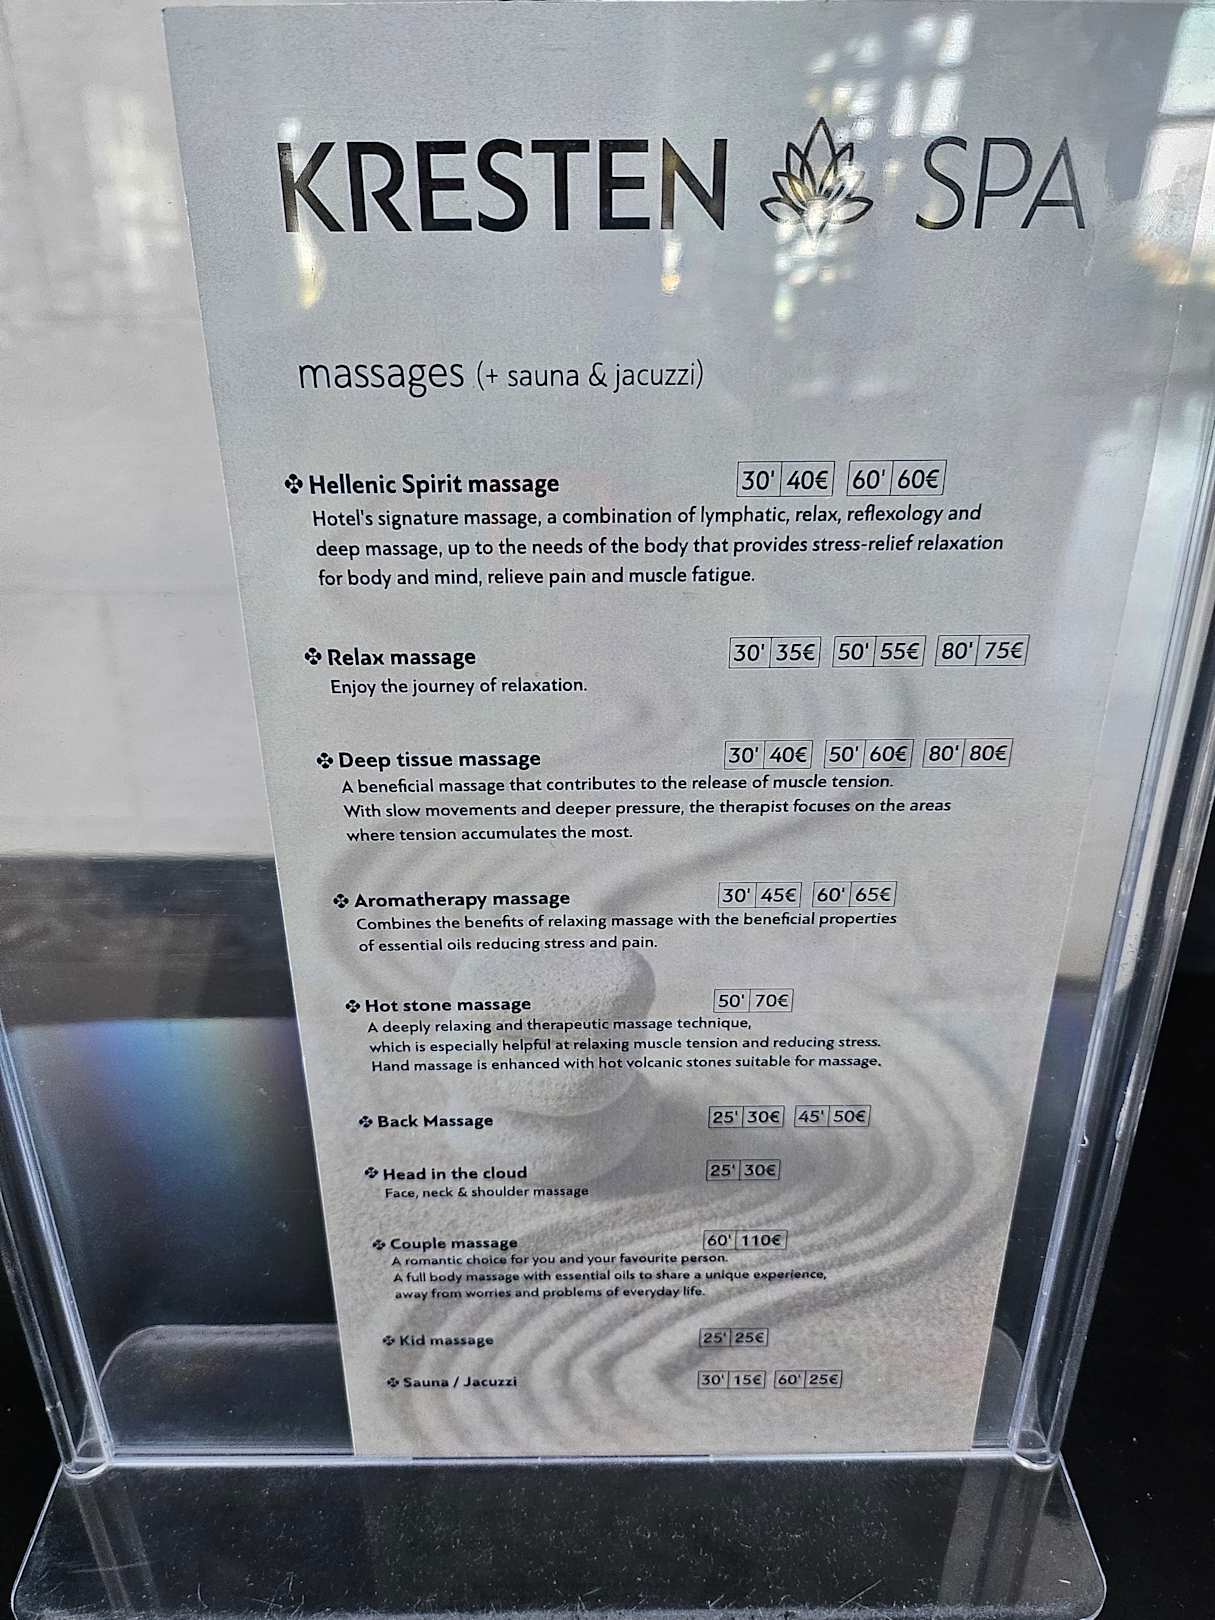 KRESTEN SPA
massages (+ sauna & jacuzzi)
Hellenic Spirit massage 30' 40€ 60' 60€
Hotel's signature massage, a combination of lymphatic, relax, reflexology and
deep massage, up to the needs of the body that provides stress-relief relaxation
for body and mind, relieve pain and muscle fatigue.
Relax massage 30' 35€ 50' 55€ 80' 75€
Enjoy the journey of relaxation.
Deep tissue massage 30' 40€ 50' 60€ 80' 80€
A beneficial massage that contributes to the release of muscle tension.
With slow movements and deeper pressure, the therapist focuses on the areas
where tension accumulates the most.
Aromatherapy massage 30' 45€ 60' 65€
Combines the benefits of relaxing massage with the beneficial properties
of essential oils reducing stress and pain.
Hot stone massage 50' 70€
A deeply relaxing and therapeutic massage technique,
which is especially helpful at relaxing muscle tension and reducing stress.
Hand massage is enhanced with hot volcanic stones suitable for massage.
Back Massage 25' 30€ 45' 50€
Head in the cloud 25' 30€
Face, neck & shoulder massage
Couple massage 60' 110€
A romantic choice for you and your favourite person.
A full body massage with essential oils to share a unique experience,
away from worries and problems of everyday life.
Kid massage 25' 25€
Sauna / Jacuzzi 30' 15€ 60' 25€